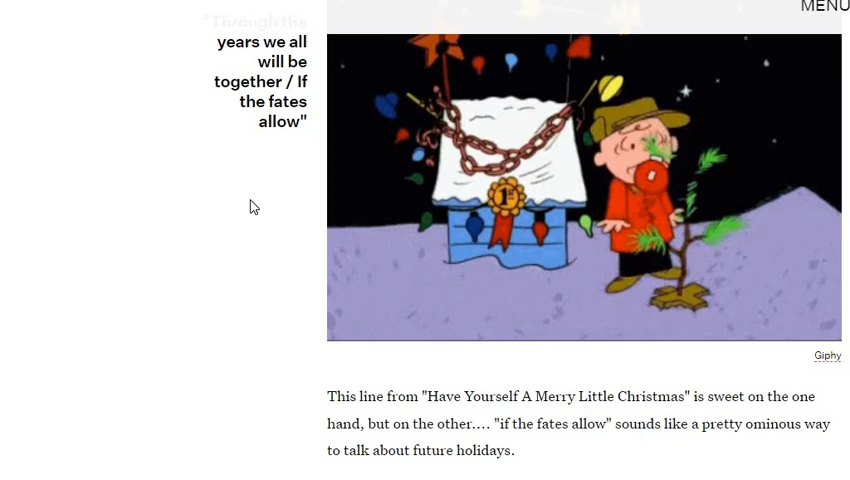 MENU
"Through the
years we all
will be
together / If
the fates
allow"
1st
Giphy
This line from "Have Yourself A Merry Little Christmas" is sweet on the one
hand, but on the other.... "if the fates allow" sounds like a pretty ominous way
to talk about future holidays.